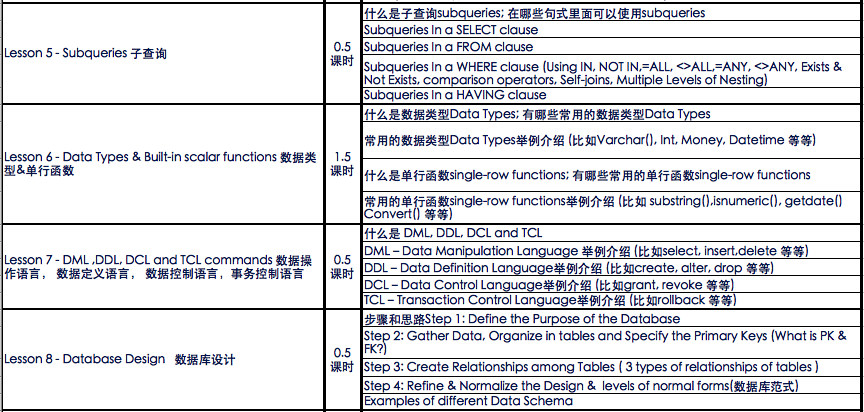 Lesson 5 - Subqueries 子查询
0.5
课时
什么是子查询subqueries; 在哪些句式里面可以使用subqueries
Subqueries In a SELECT clause
Subqueries In a FROM clause
Subqueries In a WHERE clause (Using IN, NOT IN,=ALL, <>ALL,=ANY, <>ANY, Exists &
Not Exists, comparison operators, Self-joins, Multiple Levels of Nesting)
Subqueries In a HAVING clause
Lesson 6 - Data Types & Built-in scalar functions 数据类
型&单行函数
1.5
课时
什么是数据类型Data Types; 有哪些常用的数据类型Data Types
常用的数据类型Data Types举例介绍 (比如Varchar(), Int, Money, Datetime 等等)
什么是单行函数single-row functions; 有哪些常用的单行函数single-row functions
常用的单行函数single-row functions举例介绍 (比如 substring(),isnumeric(), getdate()
Convert() 等等)
Lesson 7 - DML ,DDL, DCL and TCL commands 数据操
作语言， 数据定义语言， 数据控制语言，事务控制语言
0.5
课时
什么是 DML, DDL, DCL and TCL
DML – Data Manipulation Language 举例介绍 (比如select, insert,delete 等等)
DDL – Data Definition Language举例介绍 (比如create, alter, drop 等等)
DCL – Data Control Language举例介绍 (比如grant, revoke 等等)
TCL – Transaction Control Language举例介绍 (比如rollback 等等)
Lesson 8 - Database Design 数据库设计
0.5
课时
步骤和思路Step 1: Define the Purpose of the Database
Step 2: Gather Data, Organize in tables and Specify the Primary Keys (What is PK &
FK?)
Step 3: Create Relationships among Tables ( 3 types of relationships of tables )
Step 4: Refine & Normalize the Design & levels of normal forms(数据库范式)
Examples of different Data Schema